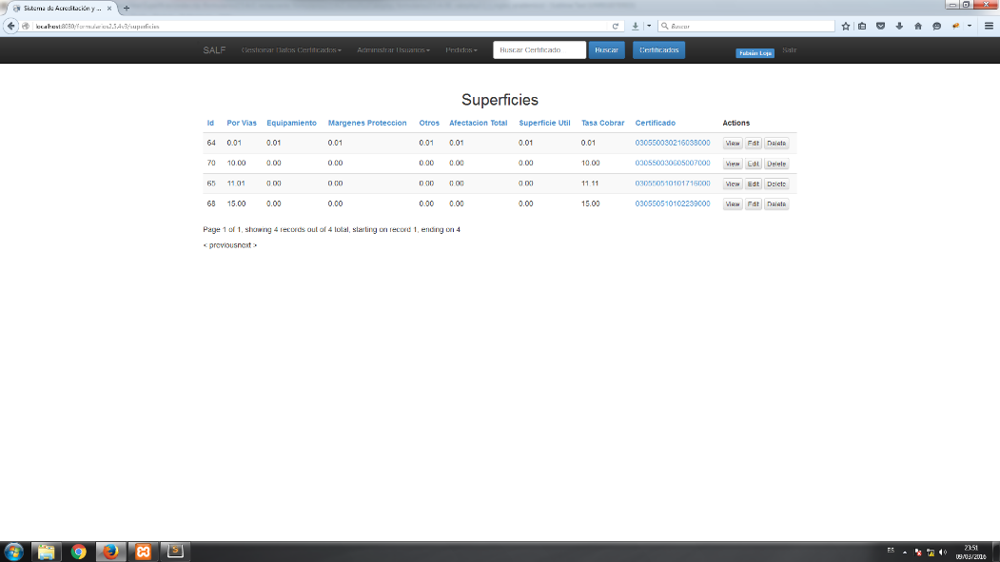 Sistema de Acreditación y ...
localhost:8080/formularios2.5.4v3/superficies
Buscar
SALF Gestionar Datos Certificados Administrar Usuarios Pedidos Buscar Certificado Buscar Certificados Fabián Loja Salir
Superficies
Id Por Vias Equipamiento Margenes Proteccion Otros Afectacion Total Superficie Util Tasa Cobrar Certificado Actions
64 0.01 0.01 0.01 0.01 0.01 0.01 0.01 030550030216038000 View Edit Delete
70 10.00 0.00 0.00 0.00 0.00 0.00 10.00 030550030605007000 View Edit Delete
65 11.01 0.00 0.00 0.00 0.00 0.00 11.11 030550510101716000 View Edit Delete
68 15.00 0.00 0.00 0.00 0.00 0.00 15.00 030550510102239000 View Edit Delete
Page 1 of 1, showing 4 records out of 4 total, starting on record 1, ending on 4
< previousnext >
ES
23:51
09/03/2016